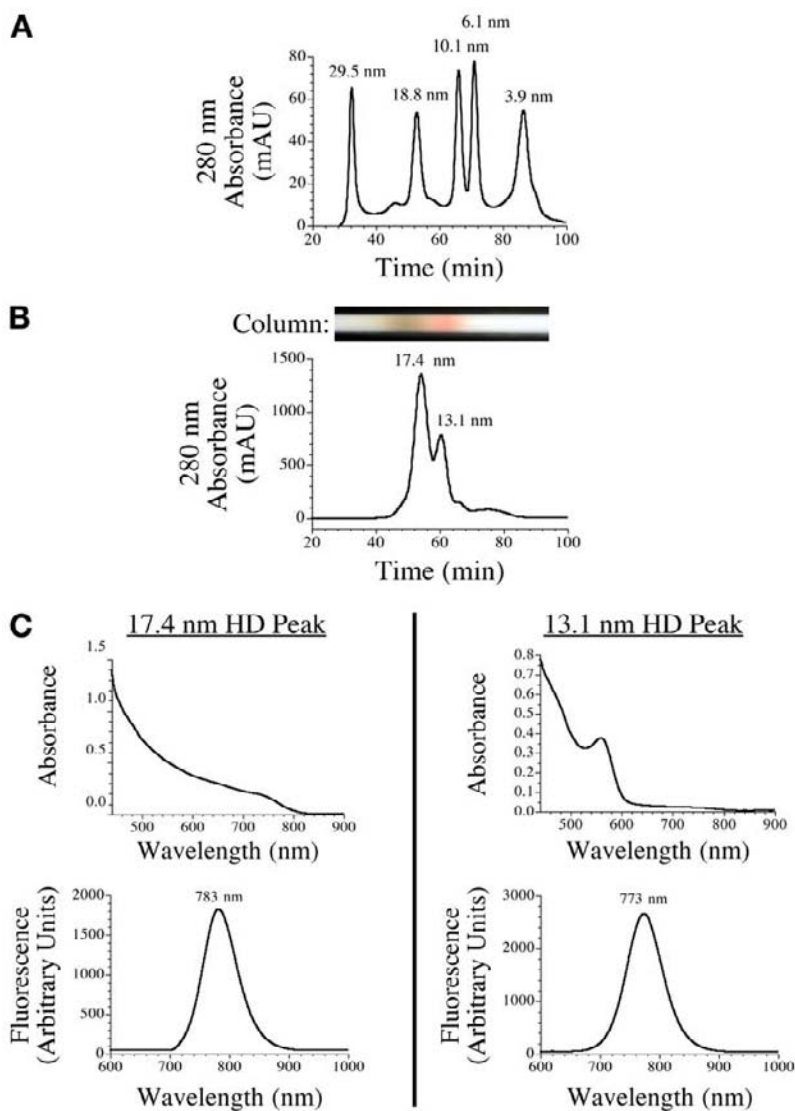 A
6.1 nm
10.1 nm
29.5 nm
18.8 nm
3.9 nm
280 nm
Absorbance
(mAU)
80
60
40
20
0
20 40 60 80 100
Time (min)
B
Column:
17.4 nm
13.1 nm
280 nm
Absorbance
(mAU)
1500
1000
500
0
20 40 60 80 100
Time (min)
C
17.4 nm HD Peak
Absorbance
1.5
1.0
0.5
0.0
500 600 700 800 900
Wavelength (nm)
783 nm
Fluorescence
(Arbitrary Units)
2000
1500
1000
500
0
600 700 800 900 1000
Wavelength (nm)
13.1 nm HD Peak
Absorbance
0.8
0.7
0.6
0.5
0.4
0.3
0.2
0.1
0.0
500 600 700 800 900
Wavelength (nm)
773 nm
Fluorescence
(Arbitrary Units)
3000
2000
1000
0
600 700 800 900 1000
Wavelength (nm)